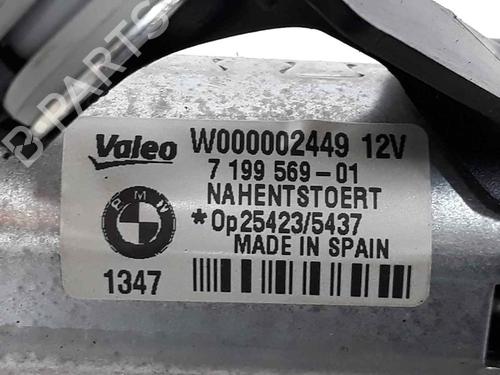 B PARTS
Valeo W000002449 12V
7 199 569-01
NAHENTSTOERT
BMW
*Op25423/5437
MADE IN SPAIN
1347